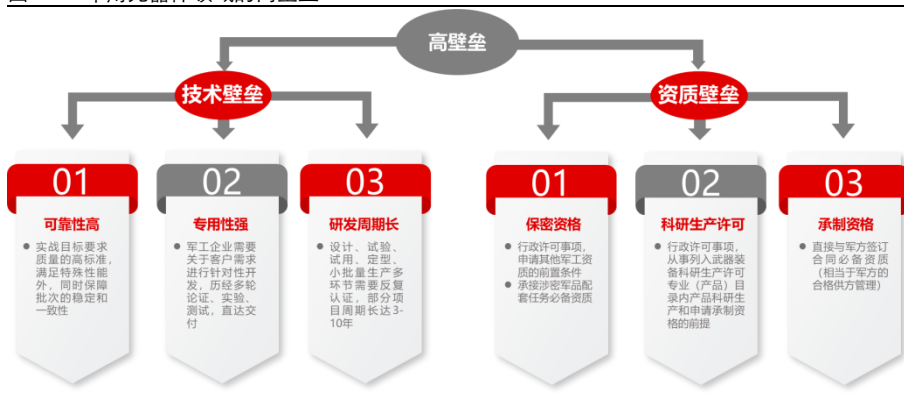 高壁垒
技术壁垒
资质壁垒
01
可靠性高
● 实战目标要求
质量的高标准，
满足特殊性能
外，同时保障
批次的稳定和
一致性
02
专用性强
● 军工企业需要
关于客户需求
进行针对性开
发，历经多轮
论证、实验、
测试，直达交
付
03
研发周期长
● 设计、试验、
试用、定型、
小批量生产多
环节需要反复
认证，部分项
目周期长达3-
10年
01
保密资格
● 行政许可事项，
申请其他军工资
质的前置条件
● 承接涉密军品配
套任务必备资质
02
科研生产许可
● 行政许可事项，
从事列入武器装
备科研生产许可
专业（产品）目
录内产品科研生
产和申请承制资
格的前提
03
承制资格
● 直接与军方签订
合同必备资质
（相当于军方的
合格供方管理）